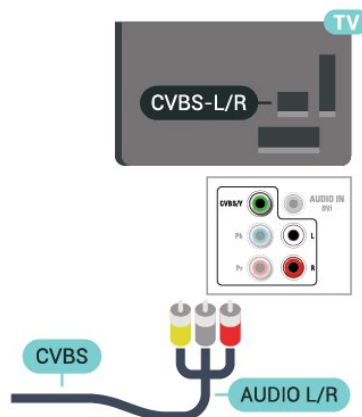 TV
CVBS-L/R
CVBS/Y
AUDIO IN
DVI
Pb
L
Pr
R
CVBS
AUDIO L/R